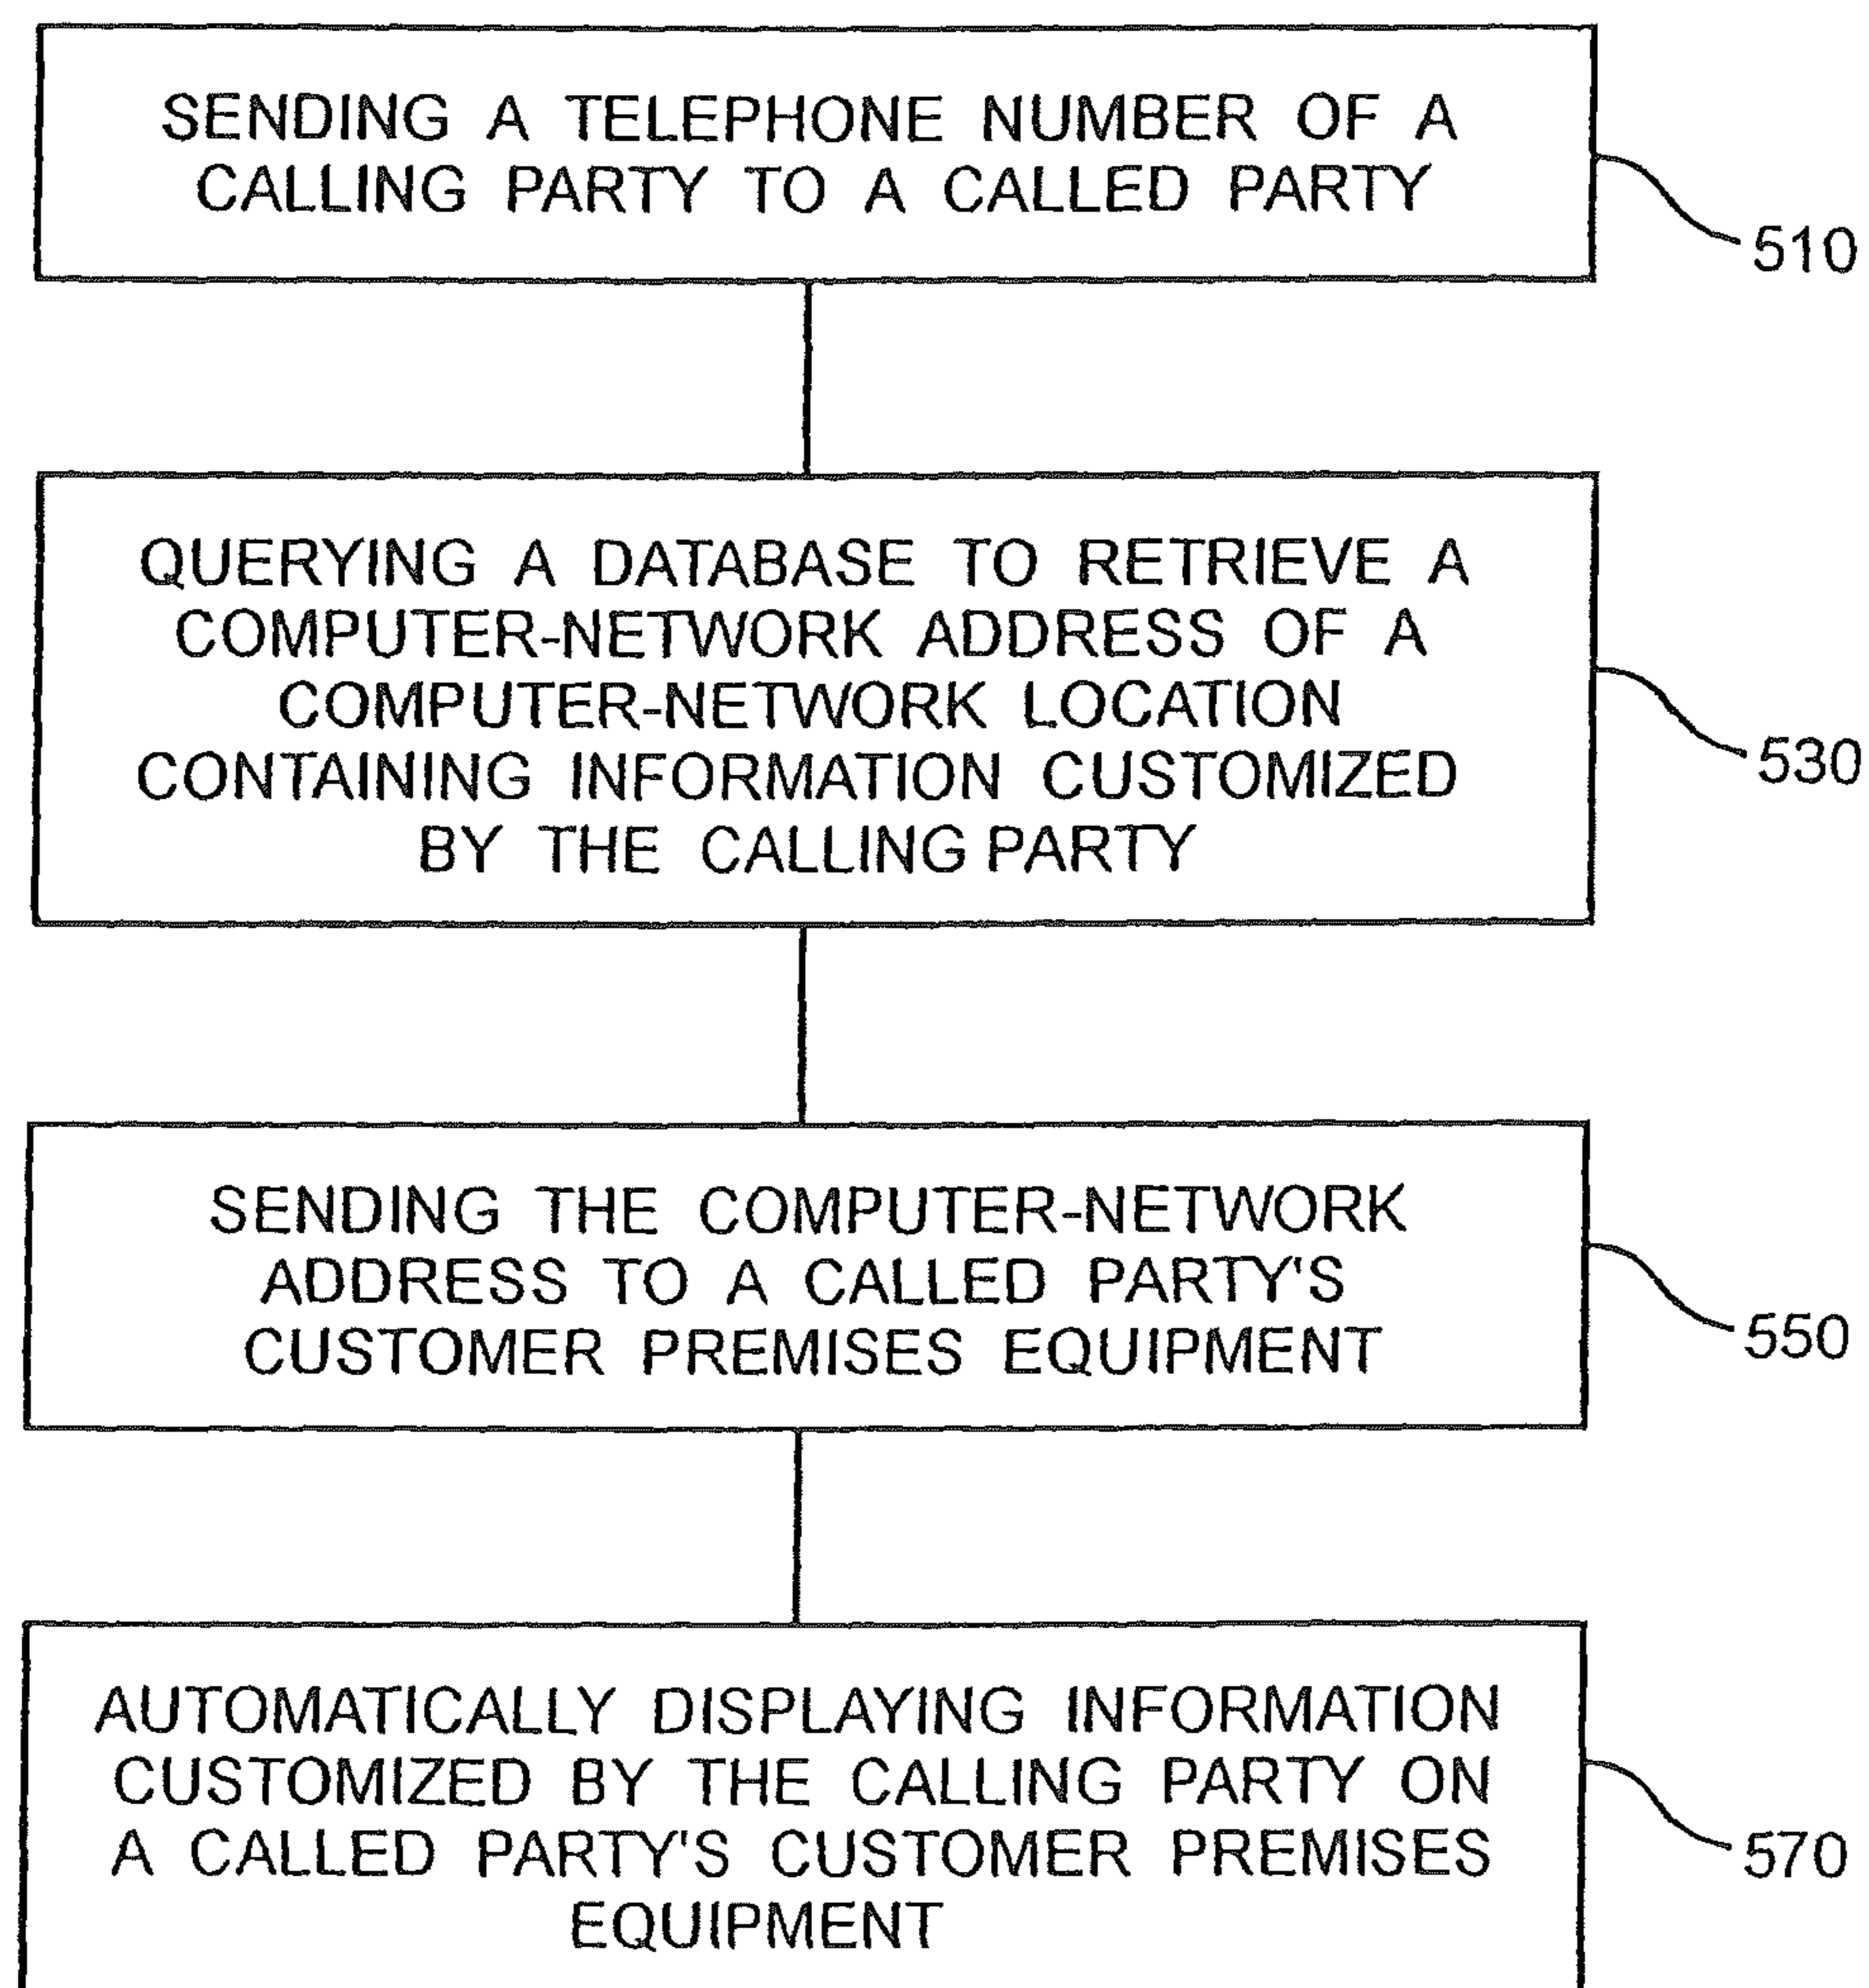 SENDING A TELEPHONE NUMBER OF A
CALLING PARTY TO A CALLED PARTY
510
QUERYING A DATABASE TO RETRIEVE A
COMPUTER-NETWORK ADDRESS OF A
COMPUTER-NETWORK LOCATION
CONTAINING INFORMATION CUSTOMIZED
BY THE CALLING PARTY
530
SENDING THE COMPUTER-NETWORK
ADDRESS TO A CALLED PARTY'S
CUSTOMER PREMISES EQUIPMENT
550
AUTOMATICALLY DISPLAYING INFORMATION
CUSTOMIZED BY THE CALLING PARTY ON
A CALLED PARTY'S CUSTOMER PREMISES
EQUIPMENT
570